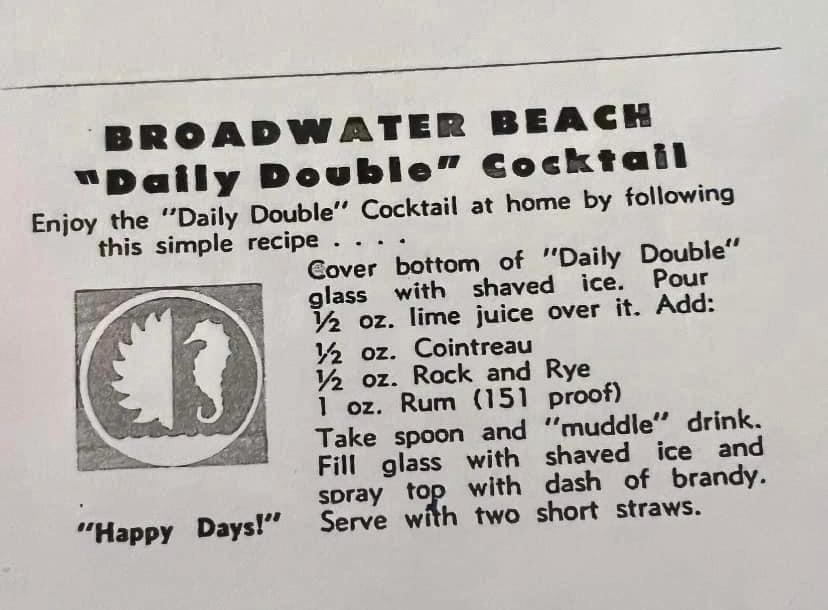 BROADWATER BEACH
"Daily Double" Cocktail
Enjoy the "Daily Double" Cocktail at home by following
this simple recipe . . . .
Cover bottom of "Daily Double"
glass with shaved ice. Pour
½ oz. lime juice over it. Add:
½ oz. Cointreau
½ oz. Rock and Rye
1 oz. Rum (151 proof)
Take spoon and "muddle" drink.
Fill glass with shaved ice and
spray top with dash of brandy.
Serve with two short straws.
"Happy Days!"